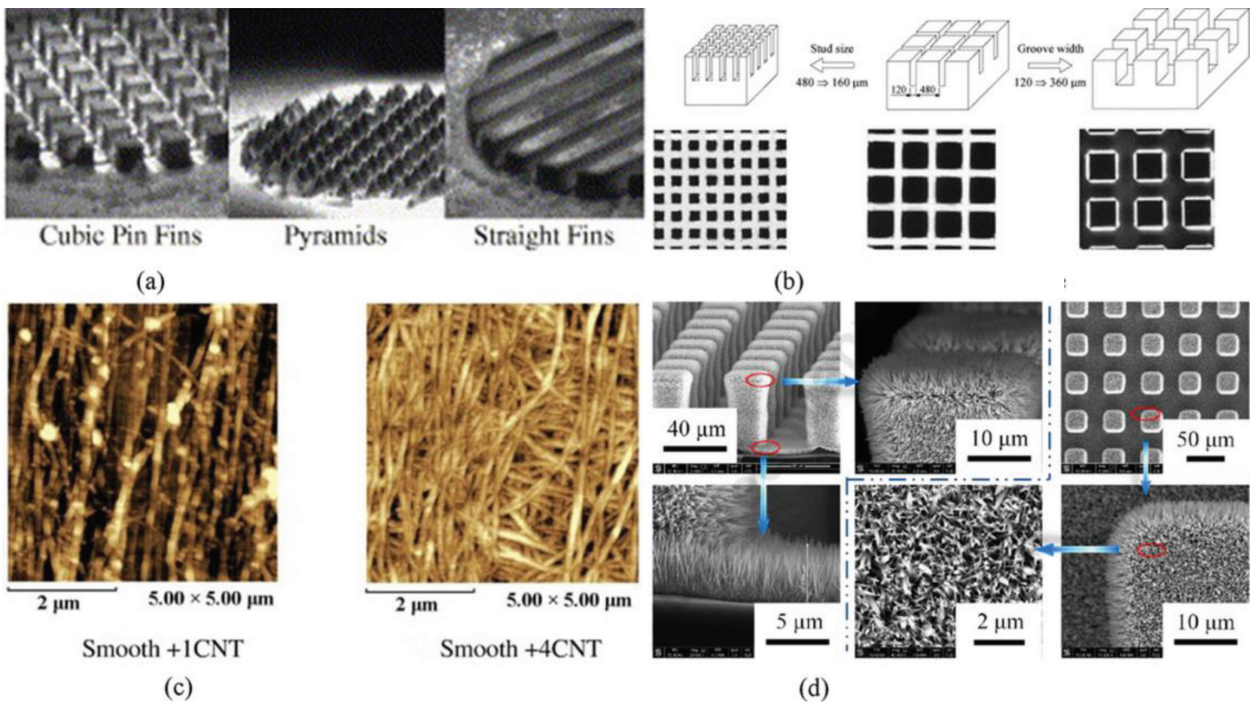 Cubic Pin Fins
Pyramids
Straight Fins
(a)
Stud size
480 ⇒ 160 μm
120
480
Groove width
120 ⇒ 360 μm
(b)
2 μm
5.00 × 5.00 μm
Smooth +1CNT
2 μm
5.00 × 5.00 μm
Smooth +4CNT
(c)
40 μm
10 μm
50 μm
5 μm
2 μm
10 μm
(d)